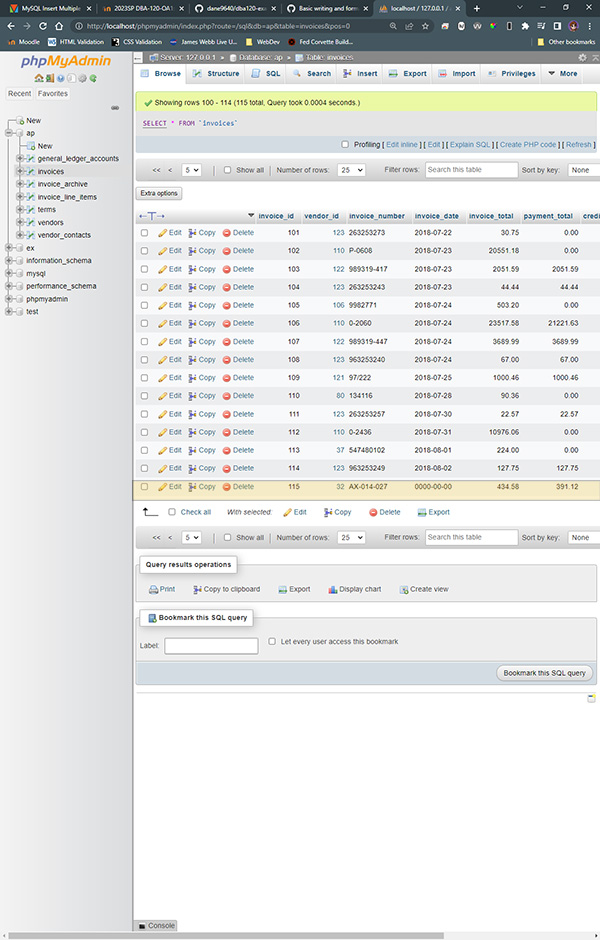 MySQL Insert Multiple
2023SP DBA-120-OA1
dane9640/dba120-exa
Basic writing and form
localhost / 127.0.0.1 /
http://localhost/phpmyadmin/index.php?route=/sql&db=ap&table=invoices&pos=0
Moodle HTML Validation CSS Validation James Webb Live U... WebDev Fed Corvette Build... Other bookmarks
phpMyAdmin
Recent Favorites
New
ap
New
general_ledger_accounts
invoices
invoice_archive
invoice_line_items
terms
vendors
vendor_contacts
ex
information_schema
mysql
performance_schema
phpmyadmin
test
Server: 127.0.0.1 » Database: ap » Table: invoices
Browse Structure SQL Search Insert Export Import Privileges More
Showing rows 100 - 114 (115 total, Query took 0.0004 seconds.)
SELECT * FROM `invoices`
Profiling [ Edit inline ] [ Edit ] [ Explain SQL ] [ Create PHP code ] [ Refresh ]
<< < 5 Show all Number of rows: 25 Filter rows: Search this table Sort by key: None
Extra options
←T→ invoice_id vendor_id invoice_number invoice_date invoice_total payment_total credi
Edit Copy Delete 101 123 263253273 2018-07-22 30.75 0.00
Edit Copy Delete 102 110 P-0608 2018-07-23 20551.18 0.00
Edit Copy Delete 103 122 989319-417 2018-07-23 2051.59 2051.59
Edit Copy Delete 104 123 263253243 2018-07-23 44.44 44.44
Edit Copy Delete 105 106 9982771 2018-07-24 503.20 0.00
Edit Copy Delete 106 110 0-2060 2018-07-24 23517.58 21221.63
Edit Copy Delete 107 122 989319-447 2018-07-24 3689.99 3689.99
Edit Copy Delete 108 123 963253240 2018-07-24 67.00 67.00
Edit Copy Delete 109 121 97/222 2018-07-25 1000.46 1000.46
Edit Copy Delete 110 80 134116 2018-07-28 90.36 0.00
Edit Copy Delete 111 123 263253257 2018-07-30 22.57 22.57
Edit Copy Delete 112 110 0-2436 2018-07-31 10976.06 0.00
Edit Copy Delete 113 37 547480102 2018-08-01 224.00 0.00
Edit Copy Delete 114 123 963253249 2018-08-02 127.75 127.75
Edit Copy Delete 115 32 AX-014-027 0000-00-00 434.58 391.12
Check all With selected: Edit Copy Delete Export
<< < 5 Show all Number of rows: 25 Filter rows: Search this table Sort by key: None
Query results operations
Print Copy to clipboard Export Display chart Create view
Bookmark this SQL query
Label: Let every user access this bookmark
Bookmark this SQL query
Console